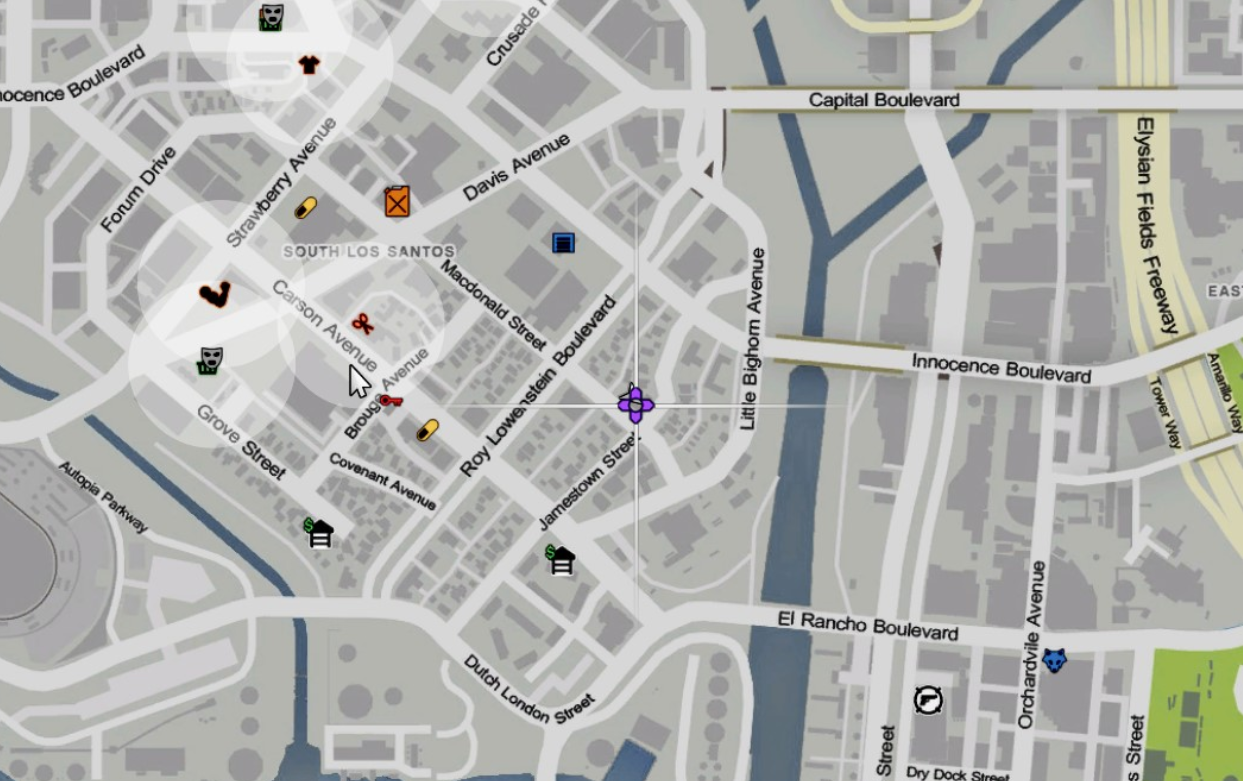 Crusade
nocence Boulevard
Capital Boulevard
Forum Drive
Strawberry Avenue
Davis Avenue
Elysian Fields Freeway
SOUTH LOS SANTOS
Macdonald Street
Carson Avenue
EAST
Little Bighorn Avenue
Roy Lowenstein Boulevard
Innocence Boulevard
Broug Avenue
Amarillo Way
Tower Way
Grove Street
Covenant Avenue
Jamestown Street
Autopia Parkway
El Rancho Boulevard
Orchardville Avenue
Dutch London Street
Street
Street
Dry Dock Street